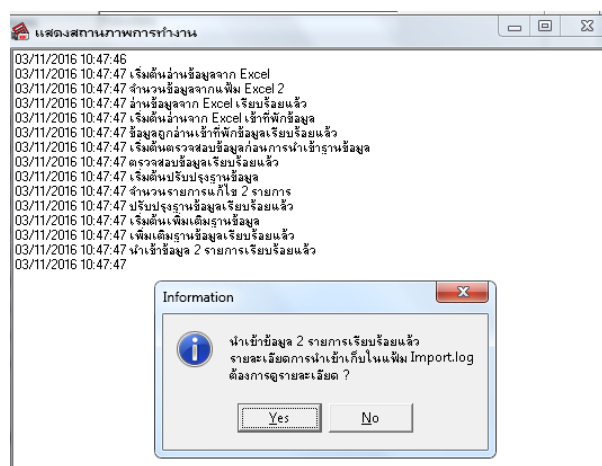 แสดงสถานภาพการทำงาน
03/11/2016 10:47:46
03/11/2016 10:47:47 เริ่มต้นอ่านข้อมูลจาก Excel
03/11/2016 10:47:47 จำนวนข้อมูลจากแฟ้ม Excel 2
03/11/2016 10:47:47 อ่านข้อมูลจาก Excel เรียบร้อยแล้ว
03/11/2016 10:47:47 เริ่มต้นอ่านข้อมูลจาก Excel เข้าที่พักข้อมูล
03/11/2016 10:47:47 ข้อมูลถูกอ่านเข้าที่พักข้อมูลเรียบร้อยแล้ว
03/11/2016 10:47:47 เริ่มต้นตรวจสอบข้อมูลก่อนการนำเข้าฐานข้อมูล
03/11/2016 10:47:47 ตรวจสอบข้อมูลเรียบร้อยแล้ว
03/11/2016 10:47:47 เริ่มต้นปรับปรุงฐานข้อมูล
03/11/2016 10:47:47 จำนวนรายการแก้ไข 2 รายการ
03/11/2016 10:47:47 ปรับปรุงฐานข้อมูลเรียบร้อยแล้ว
03/11/2016 10:47:47 เริ่มต้นเพิ่มเติมฐานข้อมูล
03/11/2016 10:47:47 เพิ่มเติมฐานข้อมูลเรียบร้อยแล้ว
03/11/2016 10:47:47 นำเข้าข้อมูล 2 รายการเรียบร้อยแล้ว
03/11/2016 10:47:47
Information
นำเข้าข้อมูล 2 รายการเรียบร้อยแล้ว
รายละเอียดการนำเข้าเก็บในแฟ้ม Import.log
ต้องการดูรายละเอียด ?
Yes No